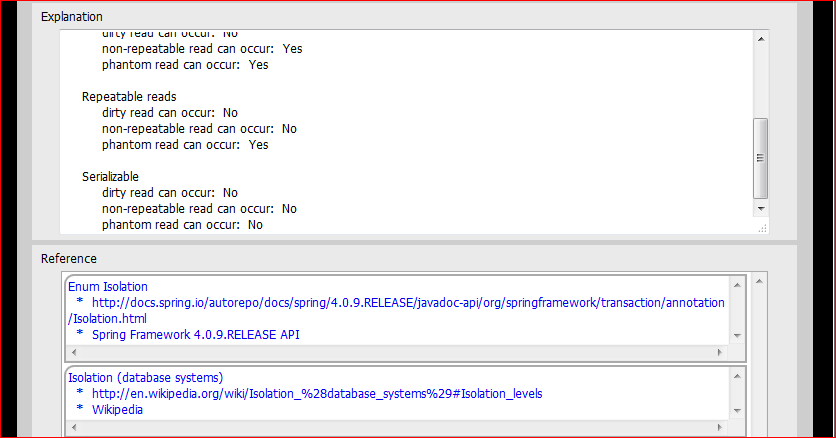 Explanation
dirty read can occur:  No
non-repeatable read can occur:  Yes
phantom read can occur:  Yes
Repeatable reads
dirty read can occur:  No
non-repeatable read can occur:  No
phantom read can occur:  Yes
Serializable
dirty read can occur:  No
non-repeatable read can occur:  No
phantom read can occur: No
Reference
Enum Isolation
*  http://docs.spring.io/autorepo/docs/spring/4.0.9.RELEASE/javadoc-api/org/springframework/transaction/annotation
/Isolation.html
*  Spring Framework 4.0.9.RELEASE API
Isolation (database systems)
*  http://en.wikipedia.org/wiki/Isolation_%28database_systems%29#Isolation_levels
*  Wikipedia